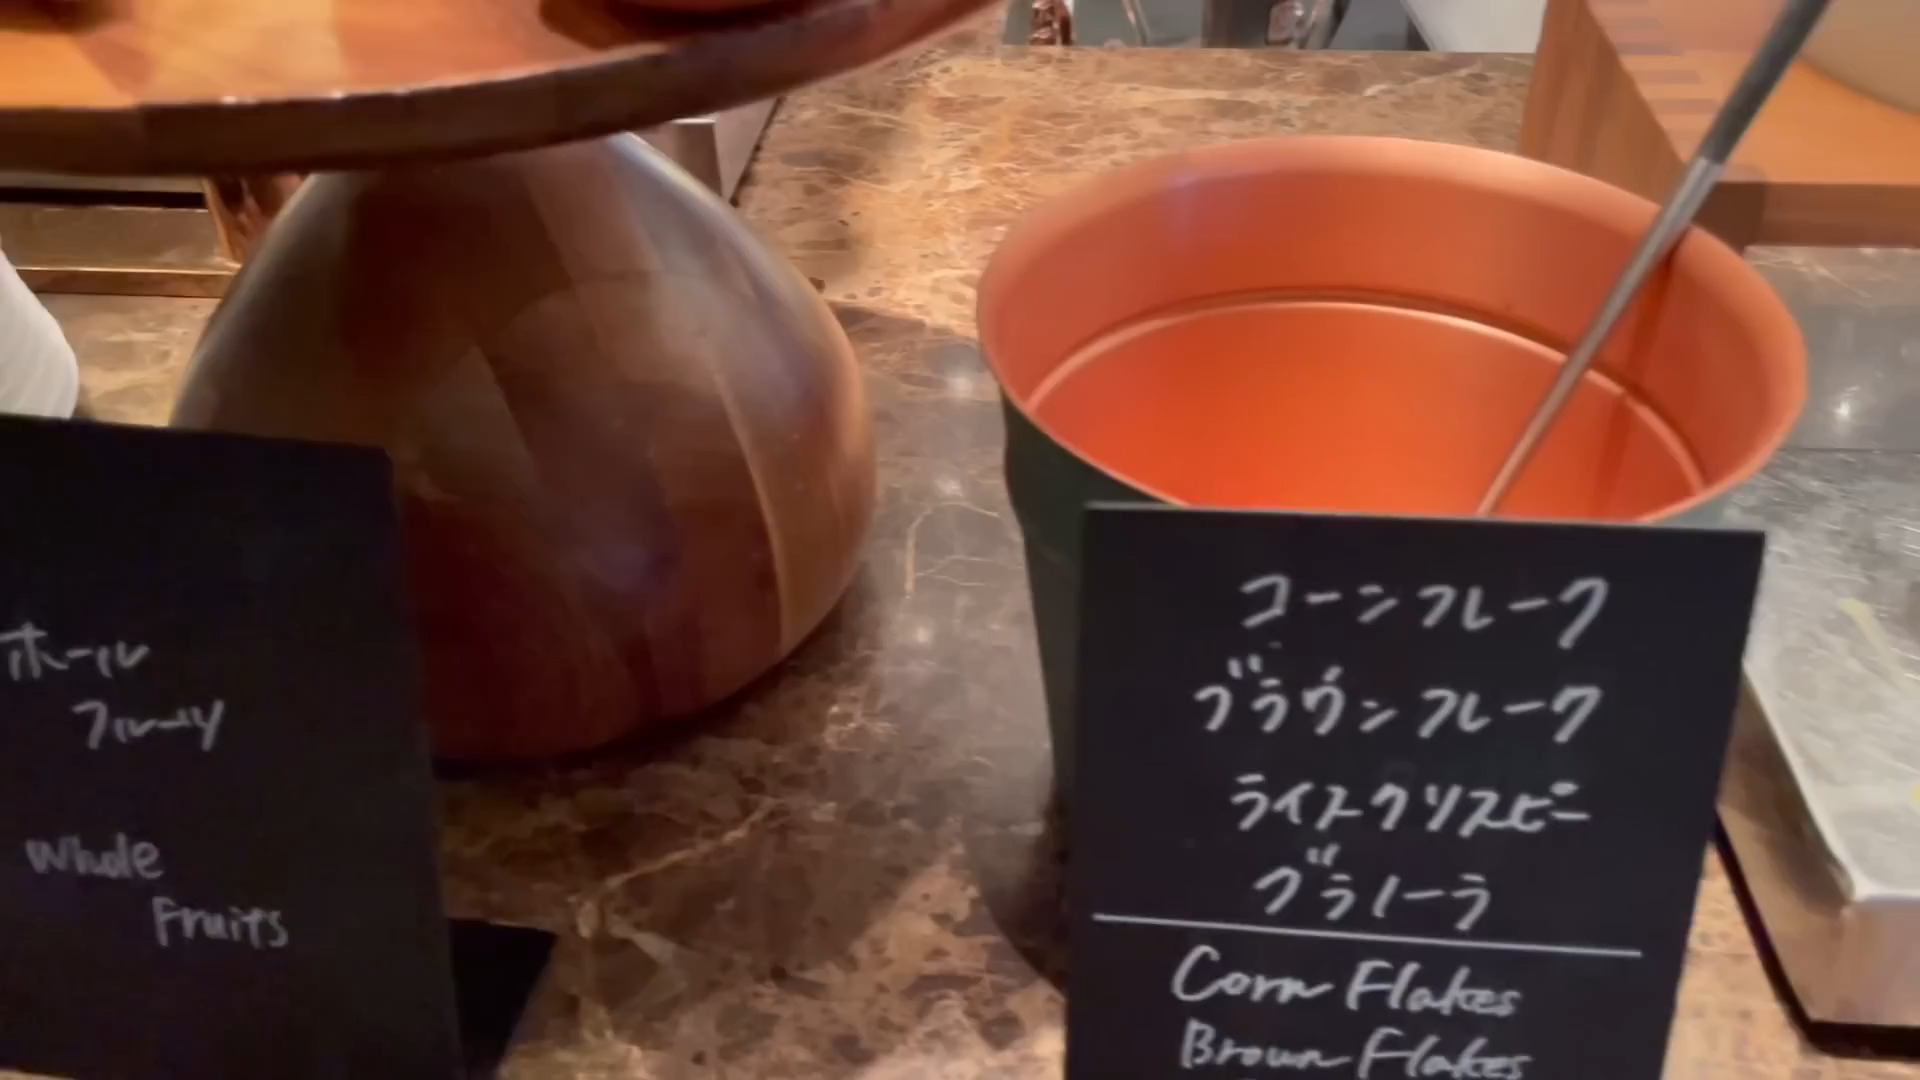 ホール
フルーツ
Whole
Fruits
コーンフレーク
ブラウンフレーク
ライスクリスピー
グラノーラ
Corn Flakes
Brown Flakes